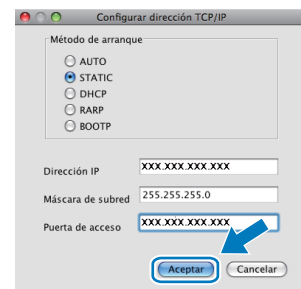 Configurar dirección TCP/IP
Método de arranque
AUTO
STATIC
DHCP
RARP
BOOTP
Dirección IP XXX.XXX.XXX.XXX
Máscara de subred 255.255.255.0
Puerta de acceso XXX.XXX.XXX.XXX
Aceptar Cancelar